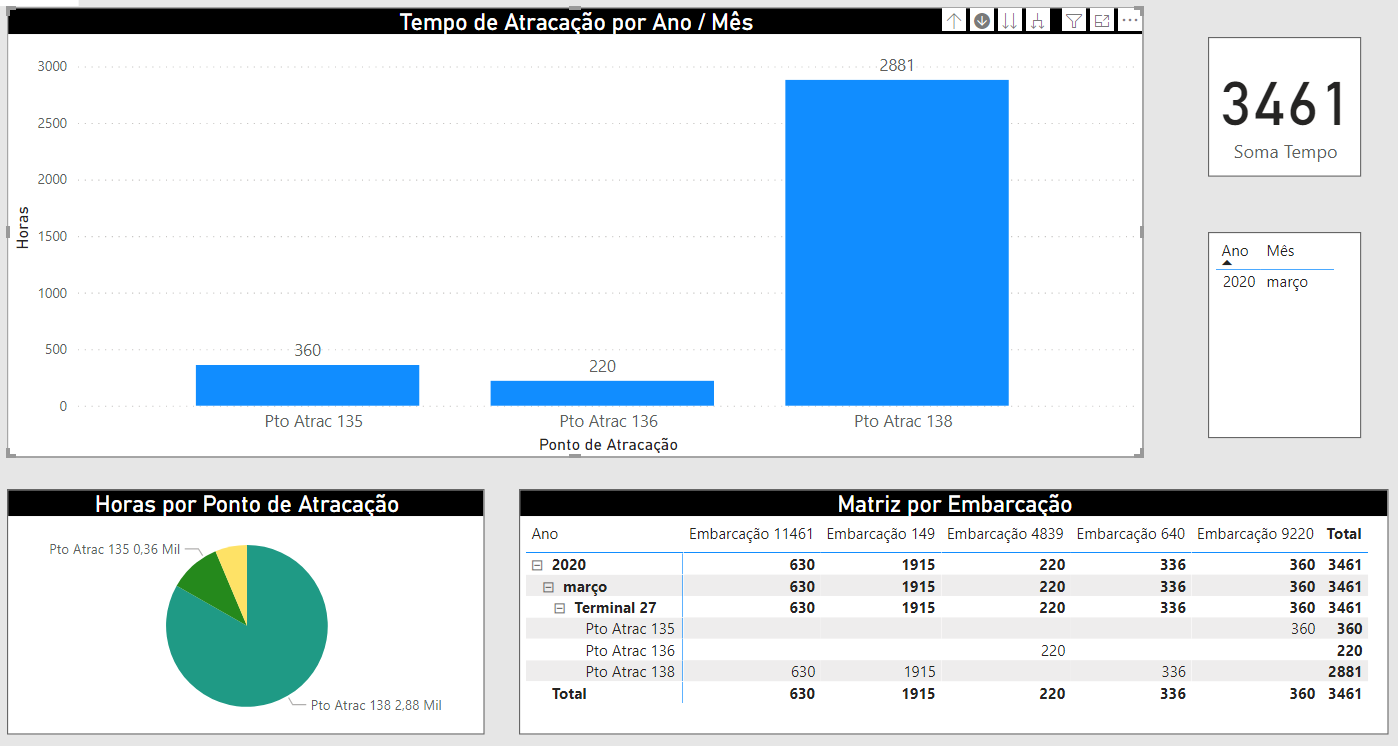 Tempo de Atracação por Ano / Mês
3000
2500
2000
1500
1000
500
0
Horas
360
220
2881
Pto Atrac 135 Pto Atrac 136 Pto Atrac 138
Ponto de Atracação
3461
Soma Tempo
Ano Mês
2020 março
Horas por Ponto de Atracação
Pto Atrac 135 0,36 Mil
Pto Atrac 138 2,88 Mil
Matriz por Embarcação
Ano Embarcação 11461 Embarcação 149 Embarcação 4839 Embarcação 640 Embarcação 9220 Total
2020 630 1915 220 336 360 3461
março 630 1915 220 336 360 3461
Terminal 27 630 1915 220 336 360 3461
Pto Atrac 135 360 360
Pto Atrac 136 220 220
Pto Atrac 138 630 1915 336 2881
Total 630 1915 220 336 360 3461